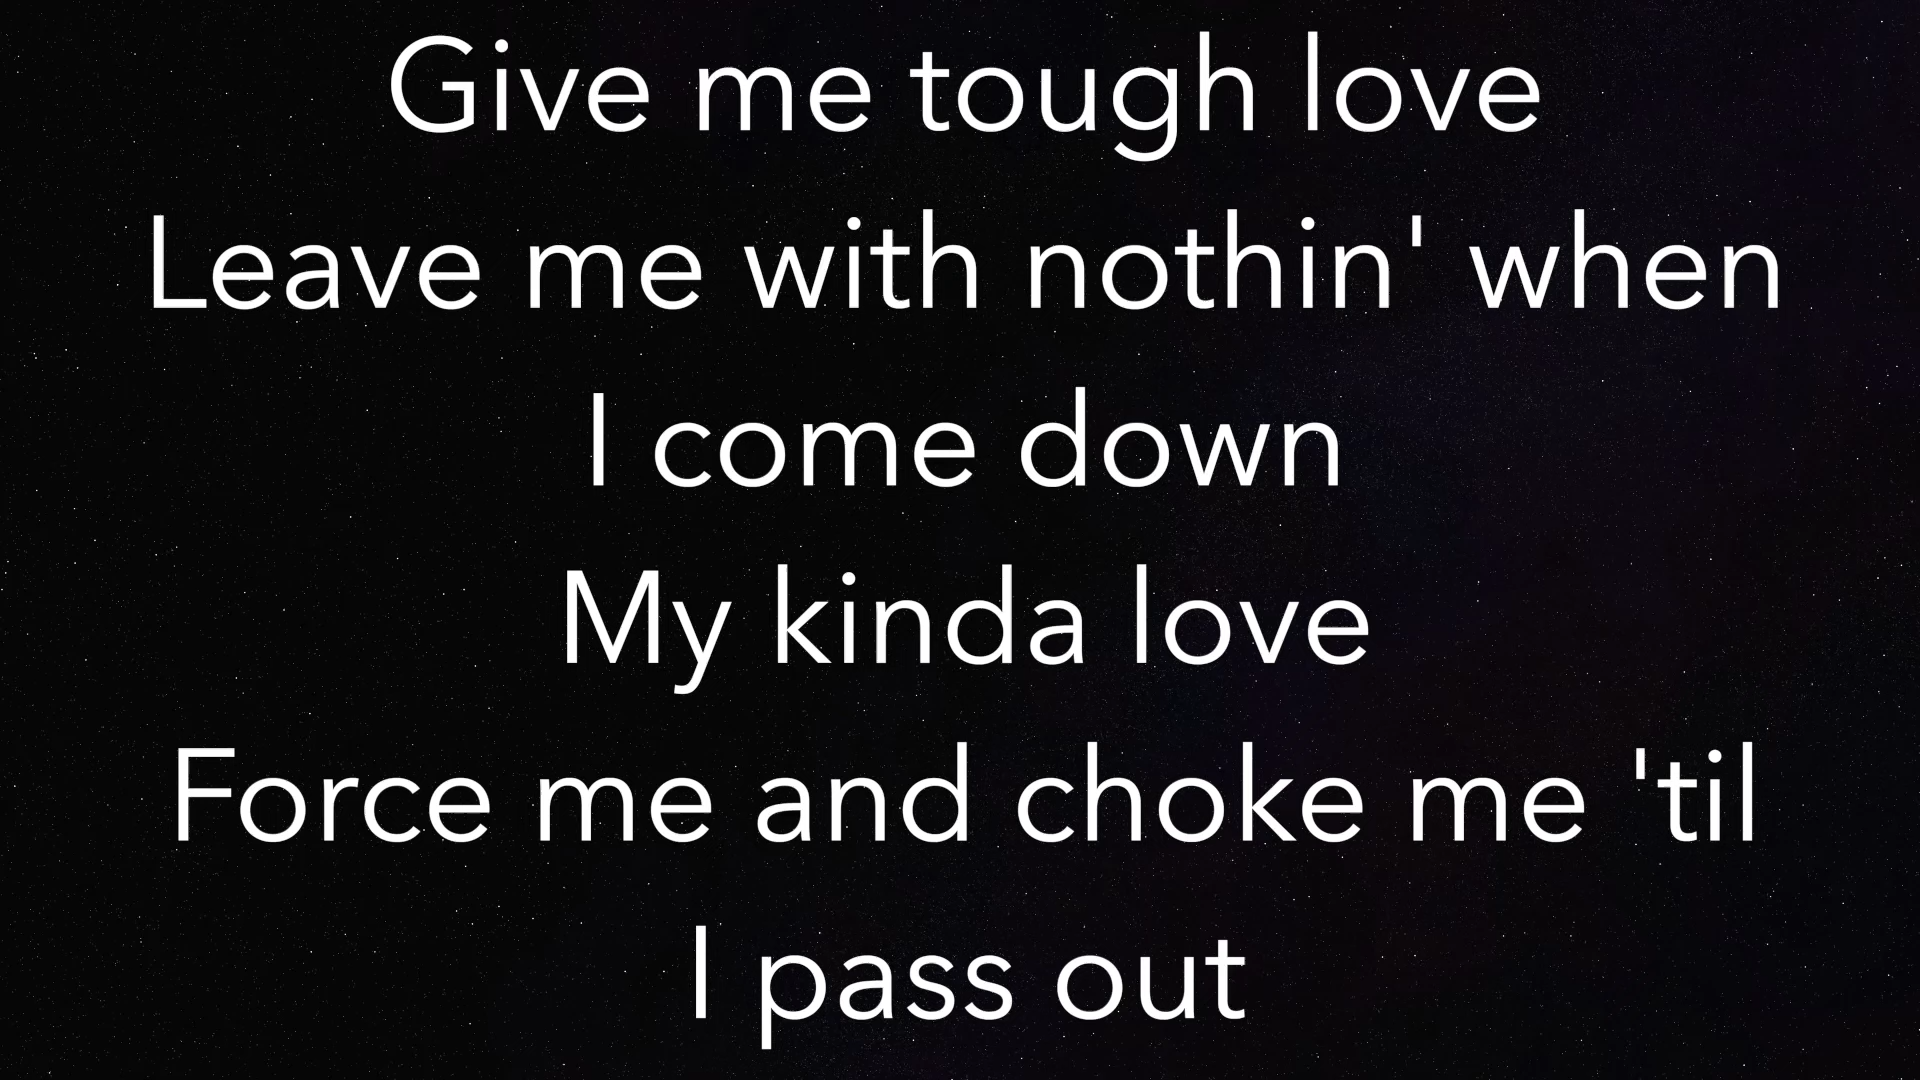 Give me tough love
Leave me with nothin' when
I come down
My kinda love
Force me and choke me 'til
I pass out